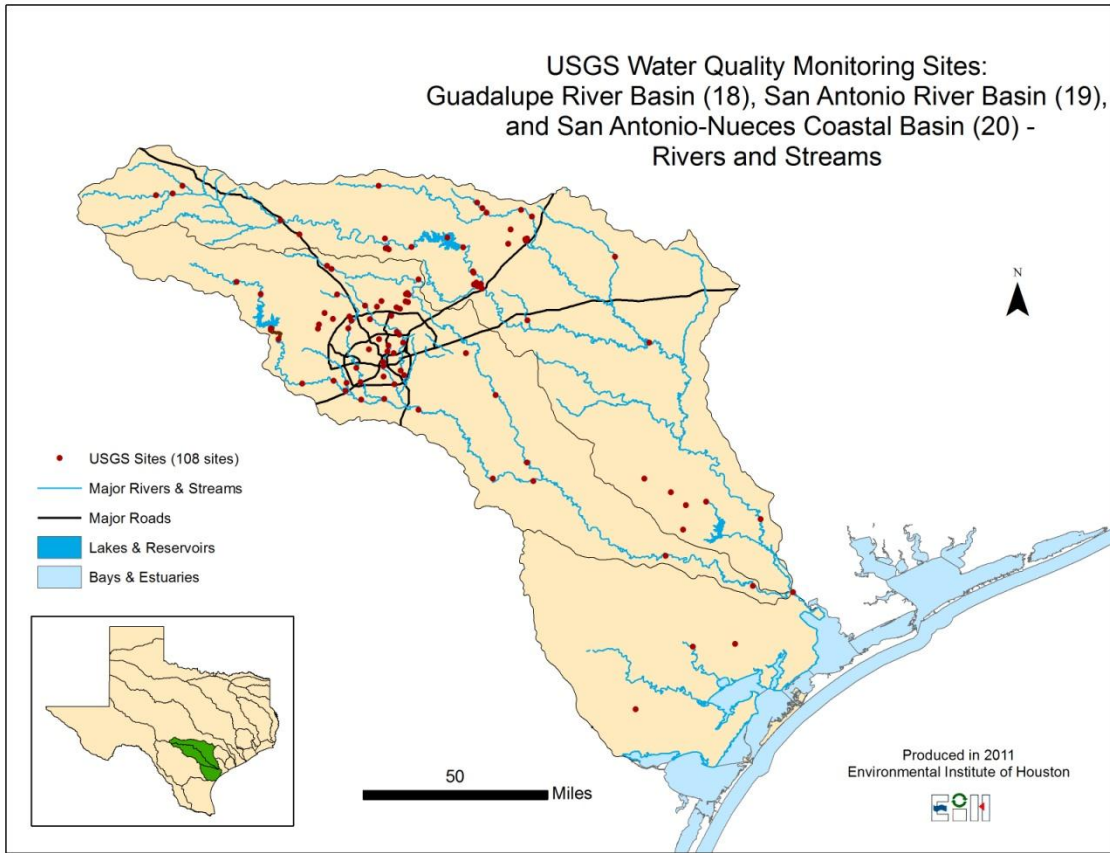 USGS Water Quality Monitoring Sites:
Guadalupe River Basin (18), San Antonio River Basin (19),
and San Antonio-Nueces Coastal Basin (20) -
Rivers and Streams
N
USGS Sites (108 sites)
Major Rivers & Streams
Major Roads
Lakes & Reservoirs
Bays & Estuaries
50
Miles
Produced in 2011
Environmental Institute of Houston
EIH